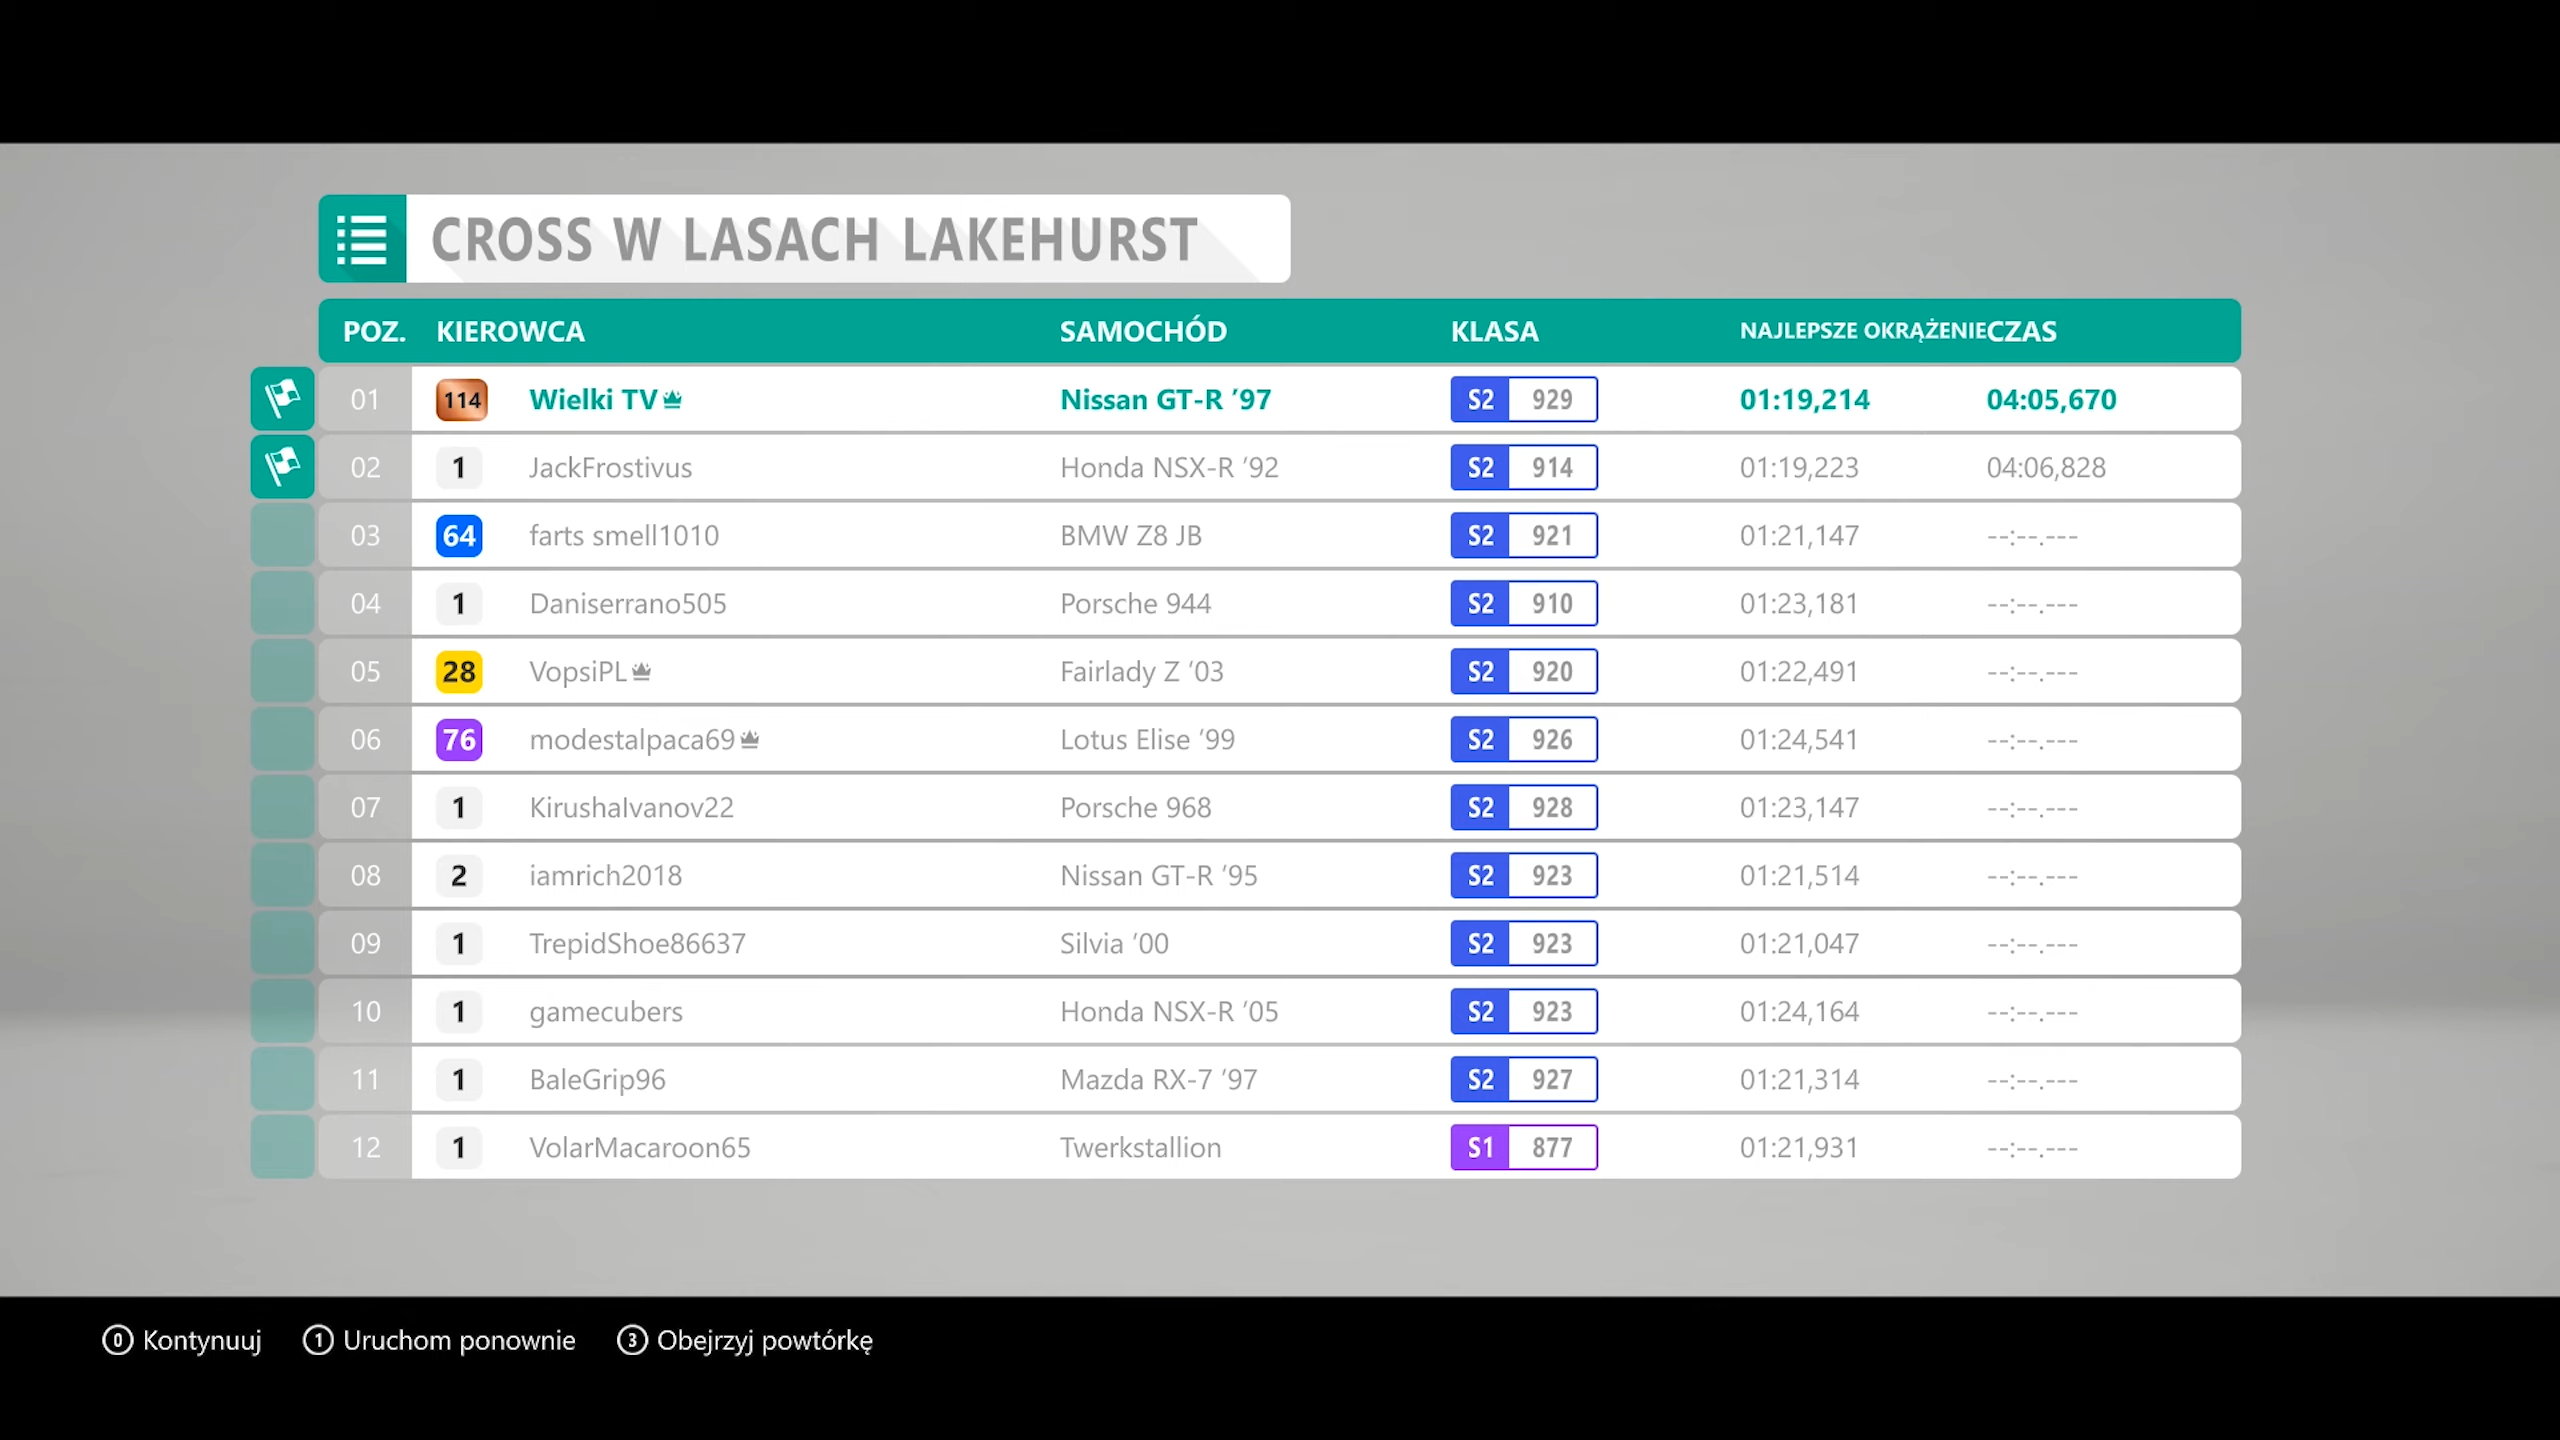 CROSS W LASACH LAKEHURST
POZ. KIEROWCA SAMOCHÓD KLASA NAJLEPSZE OKRĄŻENIE CZAS
01 114 Wielki TV Nissan GT-R ’97 S2 929 01:19,214 04:05,670
02 1 JackFrostivus Honda NSX-R ’92 S2 914 01:19,223 04:06,828
03 64 farts smell1010 BMW Z8 JB S2 921 01:21,147 --:--.---
04 1 Daniserrano505 Porsche 944 S2 910 01:23,181 --:--.---
05 28 VopsiPL Fairlady Z ’03 S2 920 01:22,491 --:--.---
06 76 modestalpaca69 Lotus Elise ’99 S2 926 01:24,541 --:--.---
07 1 KirushaIvanov22 Porsche 968 S2 928 01:23,147 --:--.---
08 2 iamrich2018 Nissan GT-R ’95 S2 923 01:21,514 --:--.---
09 1 TrepidShoe86637 Silvia ’00 S2 923 01:21,047 --:--.---
10 1 gamecubers Honda NSX-R ’05 S2 923 01:24,164 --:--.---
11 1 BaleGrip96 Mazda RX-7 ’97 S2 927 01:21,314 --:--.---
12 1 VolarMacaroon65 Twerkstallion S1 877 01:21,931 --:--.---
0 Kontynuuj 1 Uruchom ponownie 3 Obejrzyj powtórkę